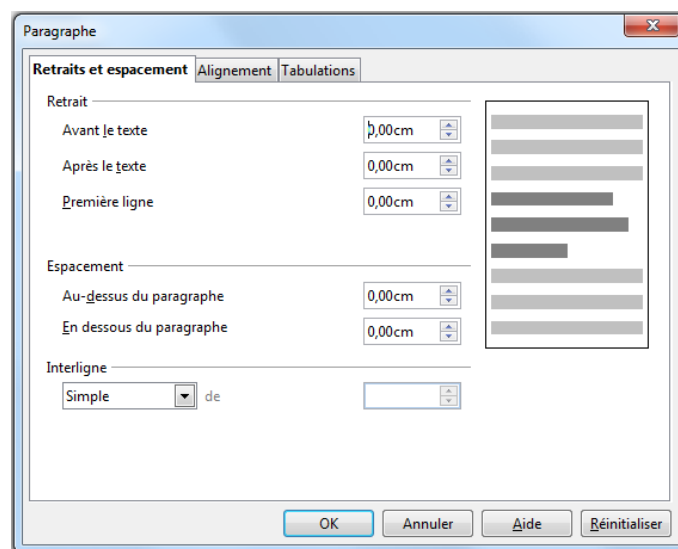 Paragraphe
Retraits et espacement Alignement Tabulations
Retrait
Avant le texte 0,00cm
Après le texte 0,00cm
Première ligne 0,00cm
Espacement
Au-dessus du paragraphe 0,00cm
En dessous du paragraphe 0,00cm
Interligne
Simple de
OK Annuler Aide Réinitialiser